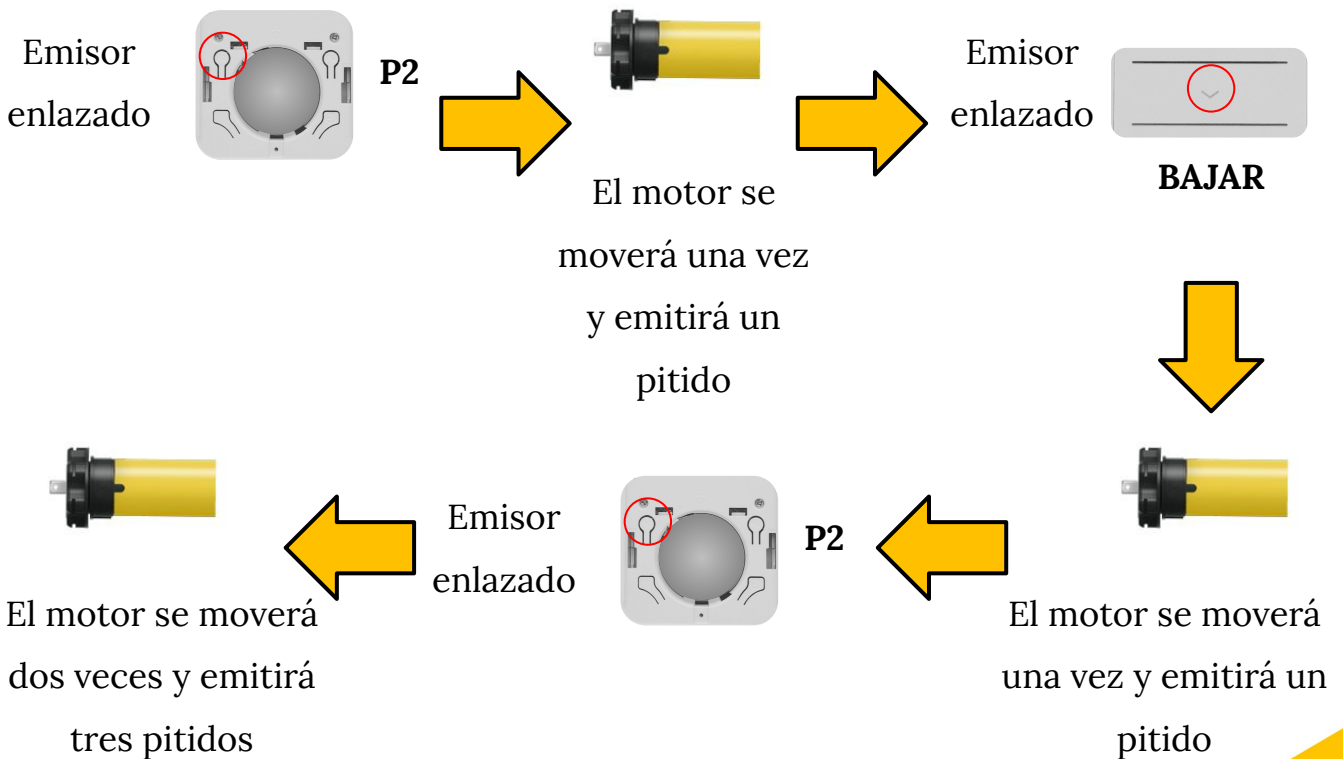 Emisor
enlazado
P2
El motor se
moverá una vez
y emitirá un
pitido
Emisor
enlazado
BAJAR
El motor se moverá
una vez y emitirá un
pitido
P2
Emisor
enlazado
El motor se moverá
dos veces y emitirá
tres pitidos